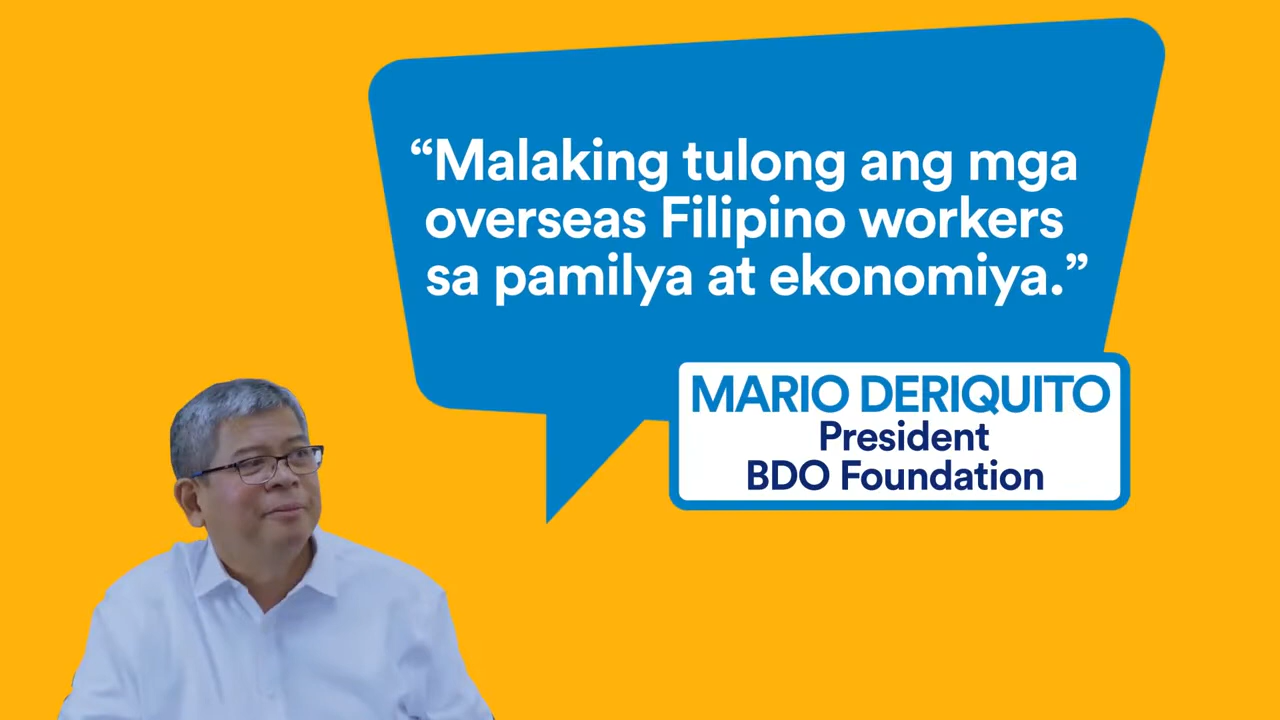 “Malaking tulong ang mga
overseas Filipino workers
sa pamilya at ekonomiya.”
MARIO DERIQUITO
President
BDO Foundation